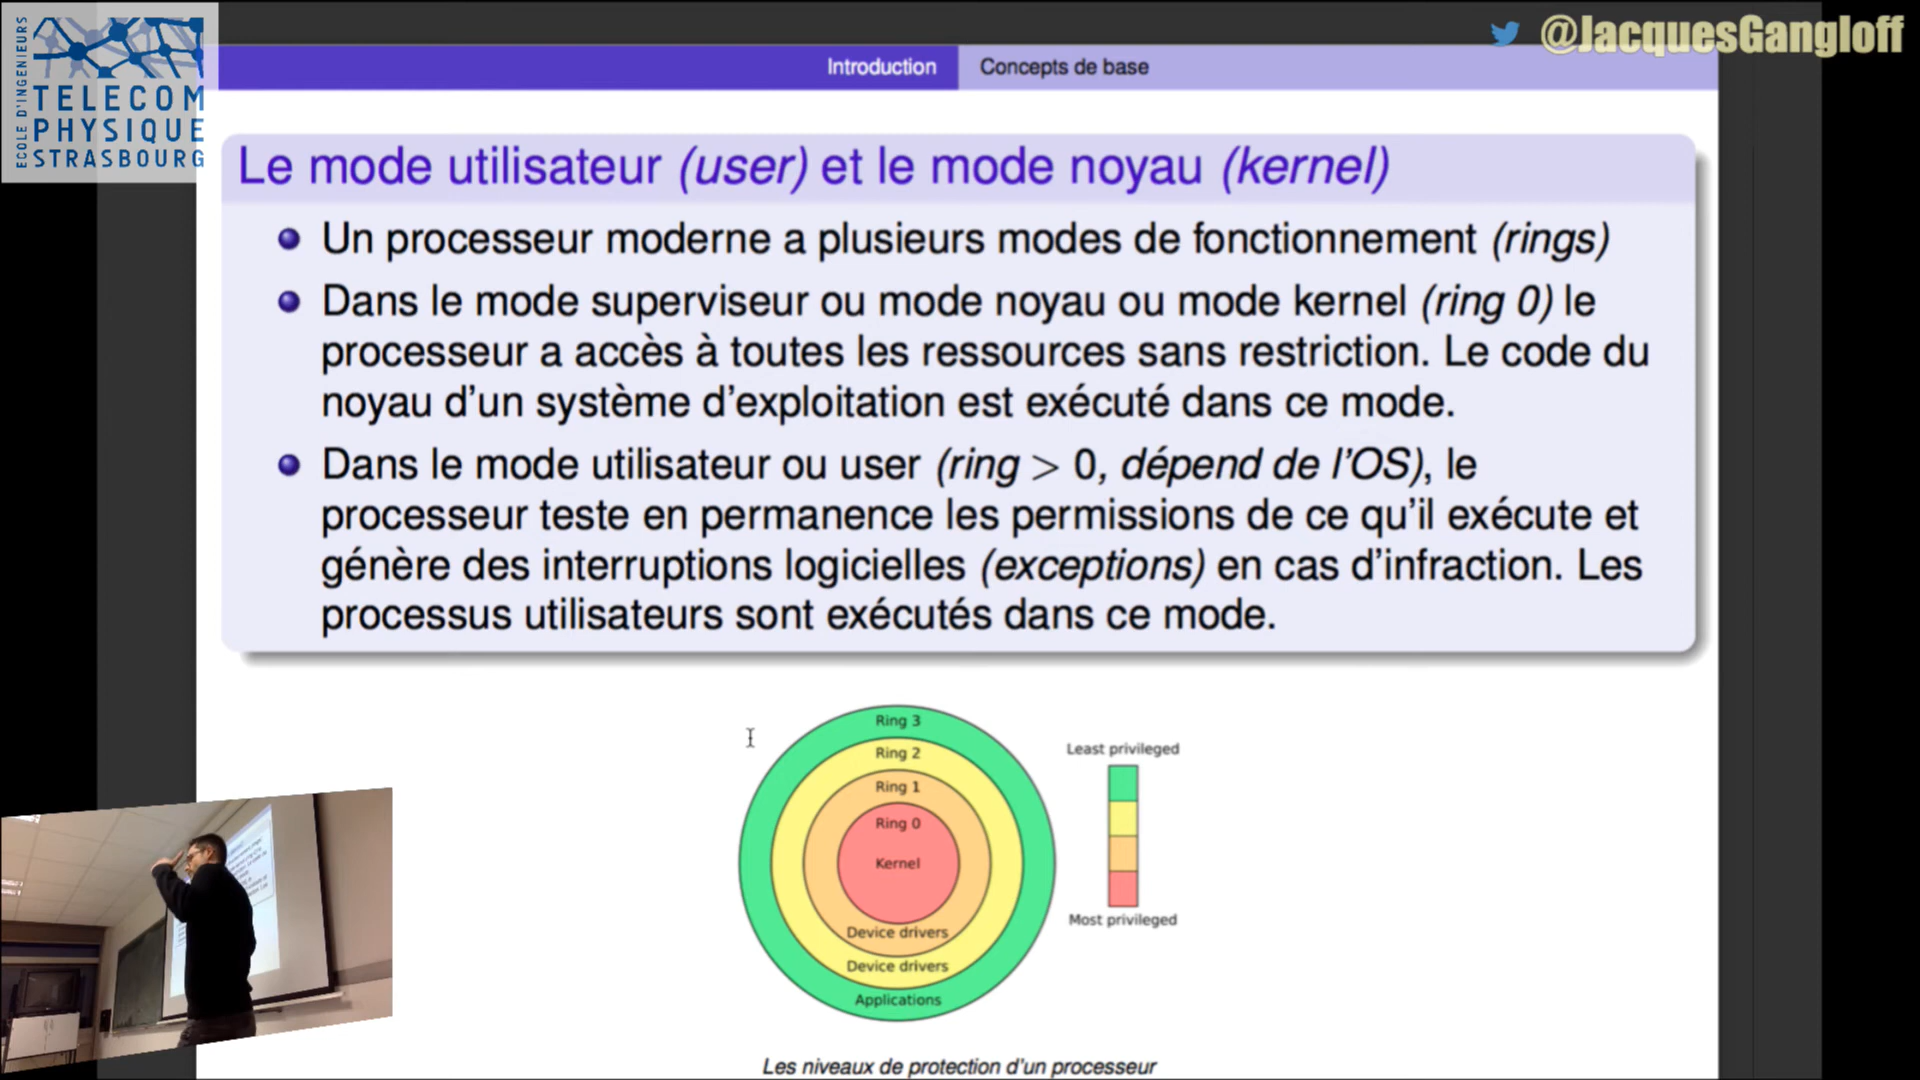 ECOLE D'INGENIEURS
TELECOM
PHYSIQUE
STRASBOURG
@JacquesGangloff
Introduction
Concepts de base
Le mode utilisateur (user) et le mode noyau (kernel)
Un processeur moderne a plusieurs modes de fonctionnement (rings)
Dans le mode superviseur ou mode noyau ou mode kernel (ring 0) le
processeur a accès à toutes les ressources sans restriction. Le code du
noyau d'un système d'exploitation est exécuté dans ce mode.
Dans le mode utilisateur ou user (ring > 0, dépend de l'OS), le
processeur teste en permanence les permissions de ce qu'il exécute et
génère des interruptions logicielles (exceptions) en cas d'infraction. Les
processus utilisateurs sont exécutés dans ce mode.
Ring 3
Ring 2
Ring 1
Ring 0
Kernel
Device drivers
Device drivers
Applications
Least privileged
Most privileged
Les niveaux de protection d'un processeur